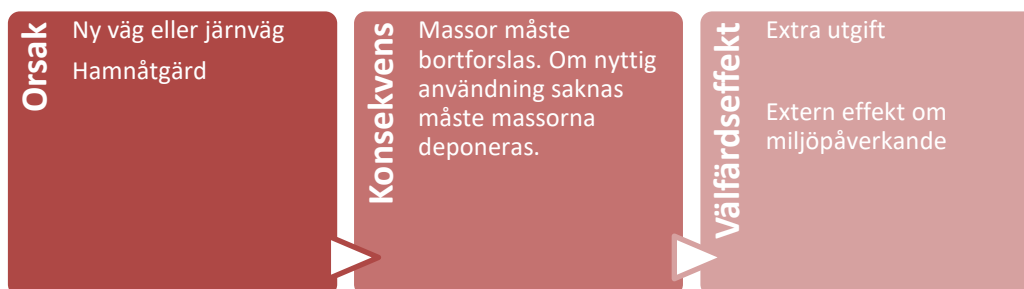 Orsak
Ny väg eller järnväg
Hamnåtgärd
Konsekvens
Massor måste
bortforslas. Om nyttig
användning saknas
måste massorna
deponeras.
Välfärdseffekt
Extra utgift
Extern effekt om
miljöpåverkande